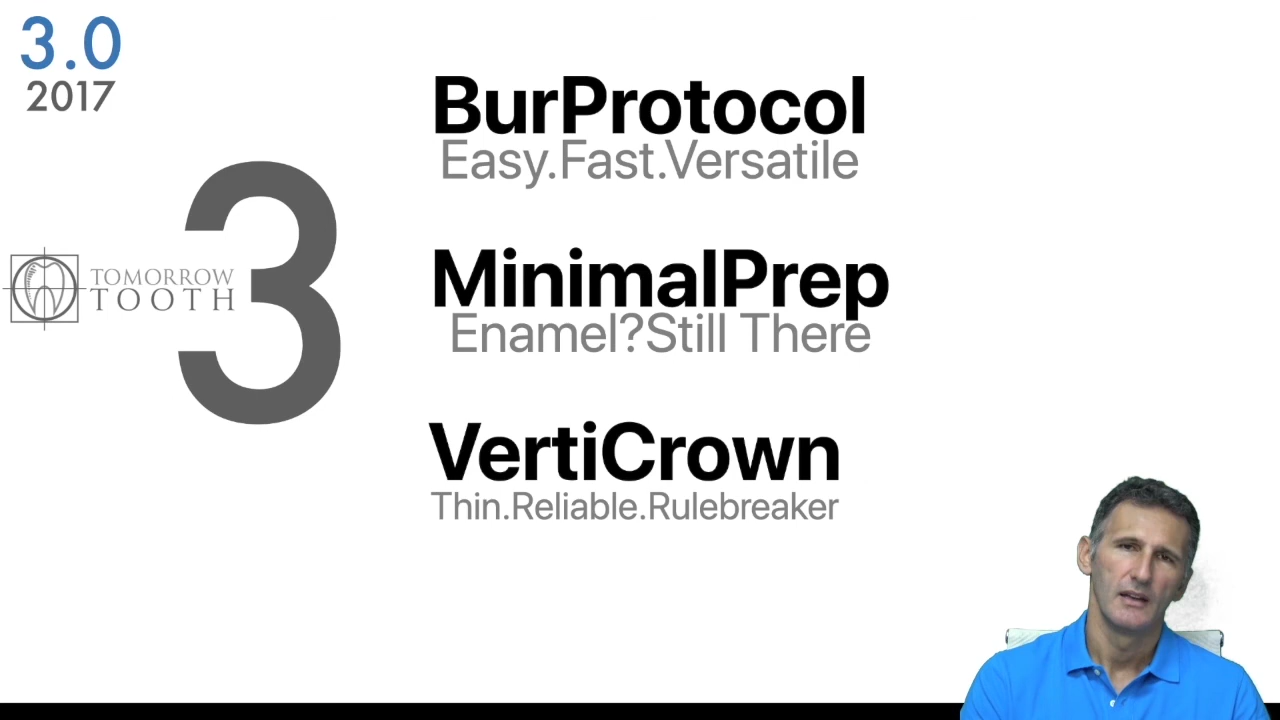 3.0
2017
BurProtocol
Easy.Fast.Versatile
3
TOMORROW
TOOTH
MinimalPrep
Enamel?Still There
VertiCrown
Thin.Reliable.Rulebreaker